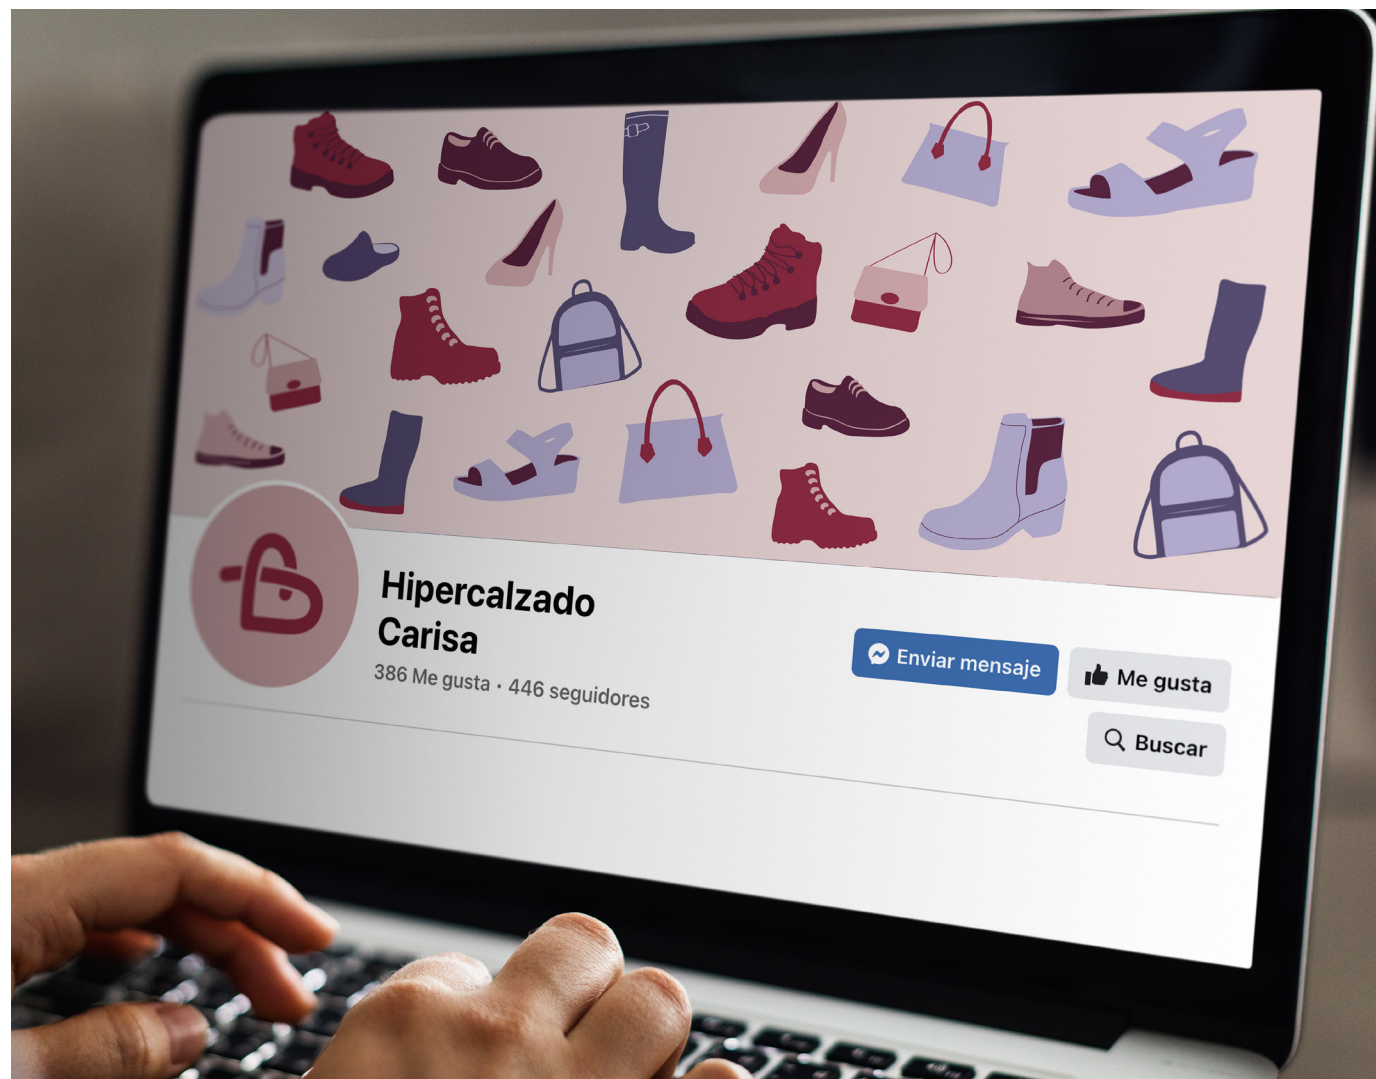 Hipercalzado
Carisa
386 Me gusta · 446 seguidores
Enviar mensaje
Me gusta
Buscar